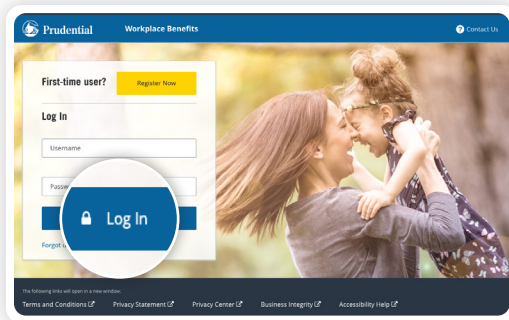 Prudential Workplace Benefits Contact Us
First-time user? Register Now
Log In
Username
Log In
The following links will open in a new window.
Terms and Conditions Privacy Statement Privacy Center Business Integrity Accessibility Help